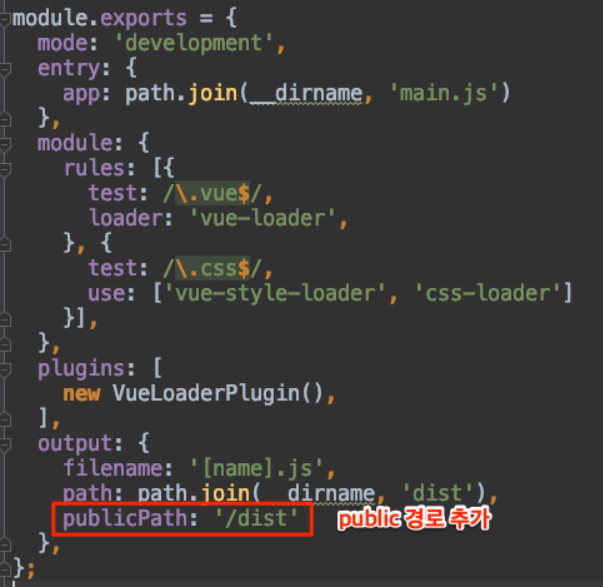 module.exports = {
  mode: 'development',
  entry: {
    app: path.join(__dirname, 'main.js')
  },
  module: {
    rules: [{
      test: /\.vue$/,
      loader: 'vue-loader',
    }, {
      test: /\.css$/,
      use: ['vue-style-loader', 'css-loader']
    }],
  },
  plugins: [
    new VueLoaderPlugin(),
  ],
  output: {
    filename: '[name].js',
    path: path.join(__dirname, 'dist'),
    publicPath: '/dist' public 경로 추가
  },
};